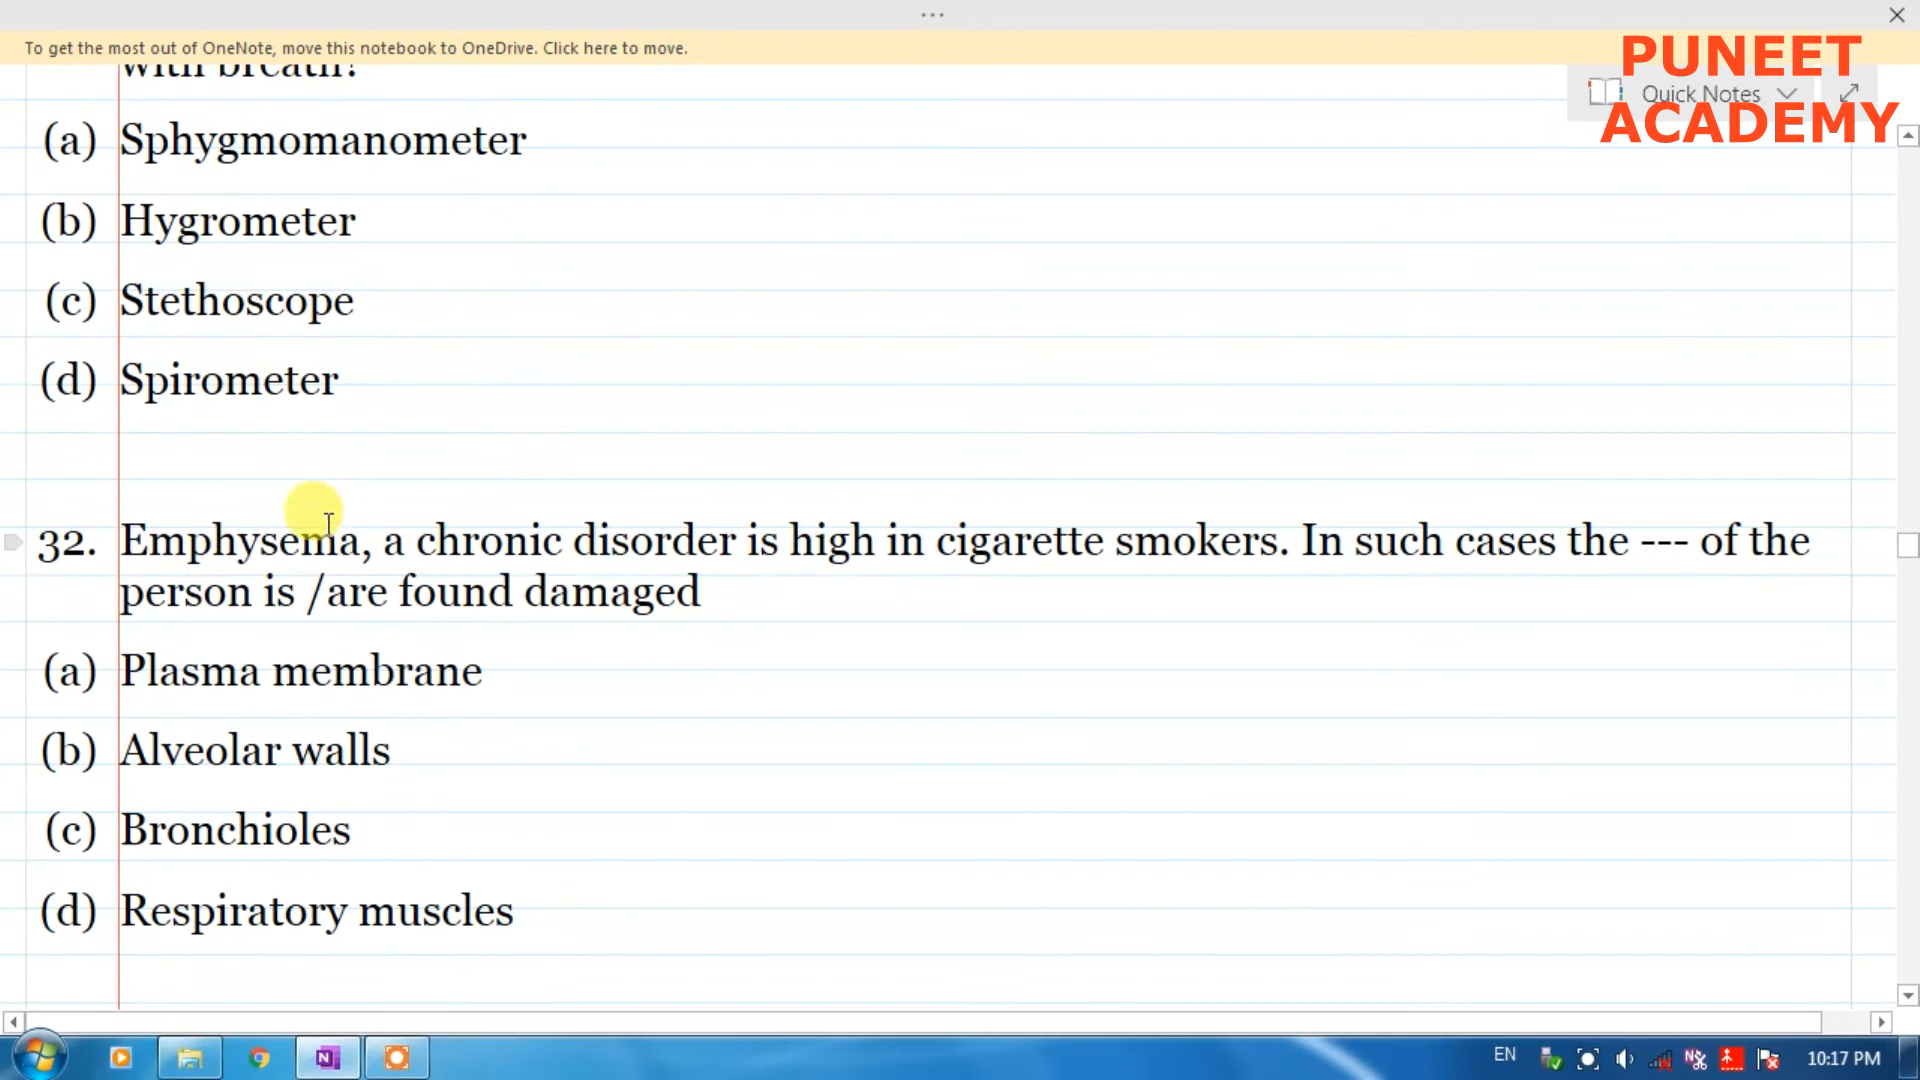 To get the most out of OneNote, move this notebook to OneDrive. Click here to move.
PUNEET
ACADEMY
Quick Notes
with breath?
(a) Sphygmomanometer
(b) Hygrometer
(c) Stethoscope
(d) Spirometer
32. Emphysema, a chronic disorder is high in cigarette smokers. In such cases the --- of the
person is /are found damaged
(a) Plasma membrane
(b) Alveolar walls
(c) Bronchioles
(d) Respiratory muscles
EN
10:17 PM